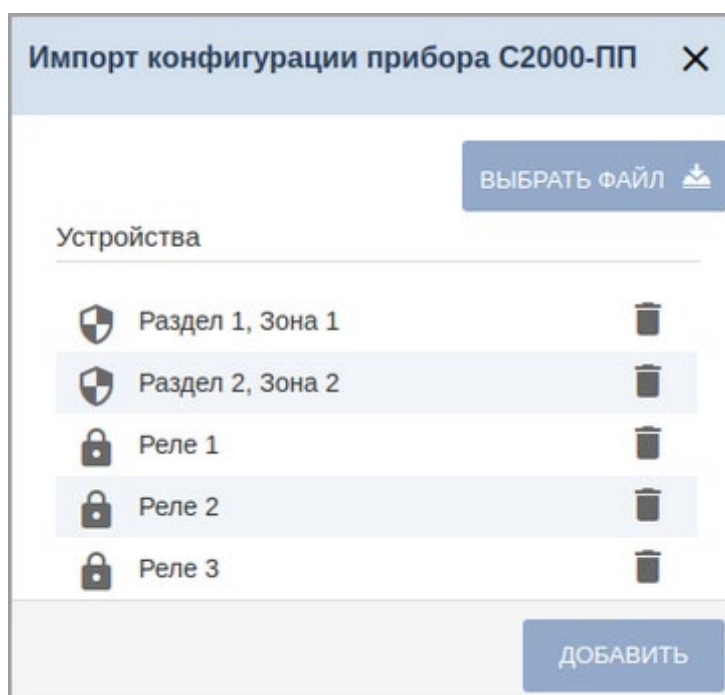 Импорт конфигурации прибора С2000-ПП
ВЫБРАТЬ ФАЙЛ
Устройства
Раздел 1, Зона 1
Раздел 2, Зона 2
Реле 1
Реле 2
Реле 3
ДОБАВИТЬ